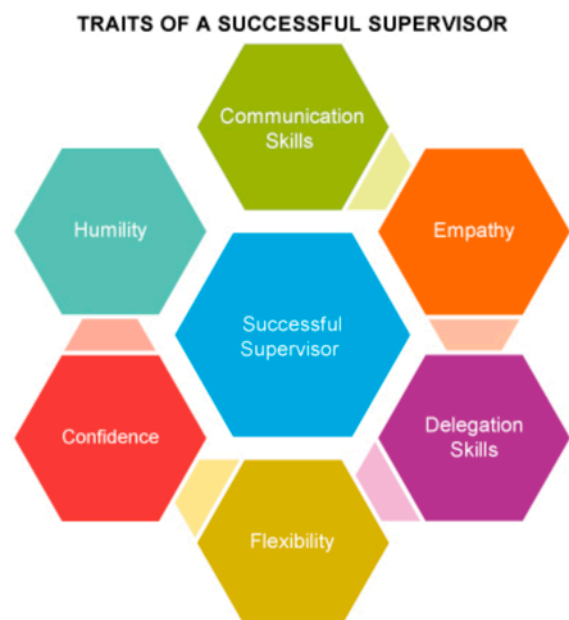 TRAITS OF A SUCCESSFUL SUPERVISOR
Communication
Skills
Humility
Empathy
Successful
Supervisor
Confidence
Delegation
Skills
Flexibility